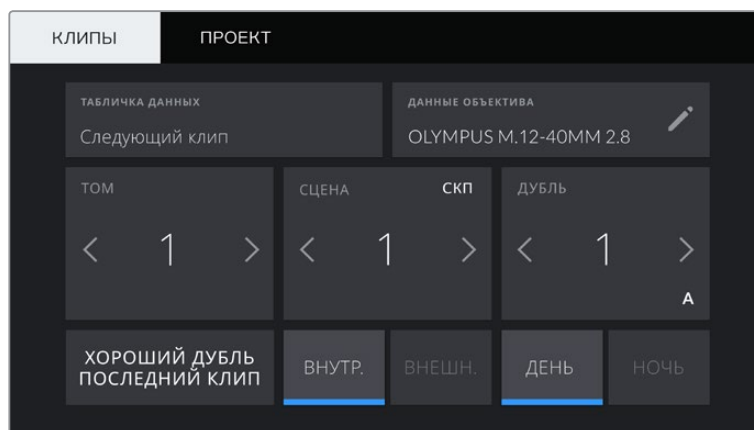 КЛИПЫ
ПРОЕКТ
ТАБЛИЧКА ДАННЫХ
Следующий клип
ДАННЫЕ ОБЪЕКТИВА
OLYMPUS M.12-40MM 2.8
ТОМ
1
СЦЕНА
СКП
1
ДУБЛЬ
1
A
ХОРОШИЙ ДУБЛЬ
ПОСЛЕДНИЙ КЛИП
ВНУТР.
ВНЕШН.
ДЕНЬ
НОЧЬ